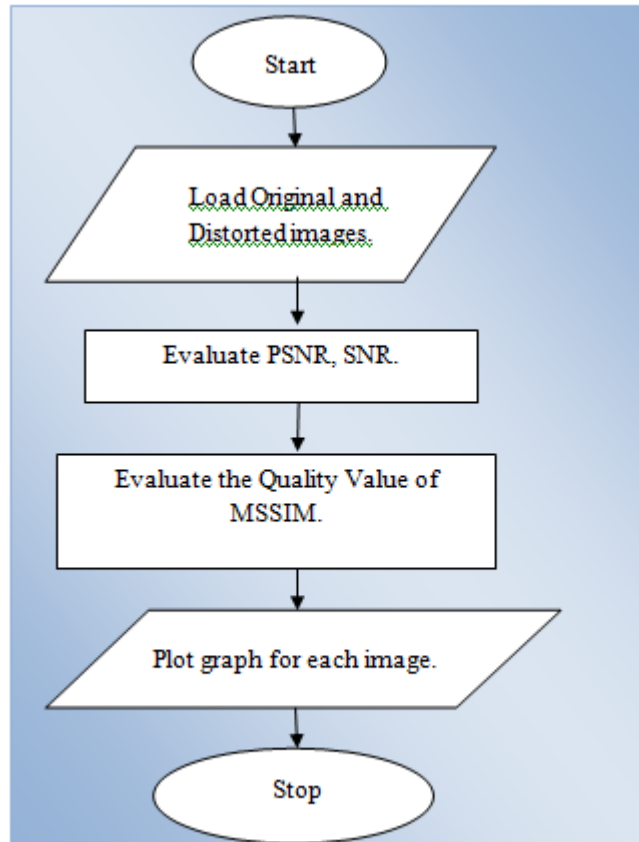 Start
Load Original and
Distorted images.
Evaluate PSNR, SNR.
Evaluate the Quality Value of
MSSIM.
Plot graph for each image.
Stop